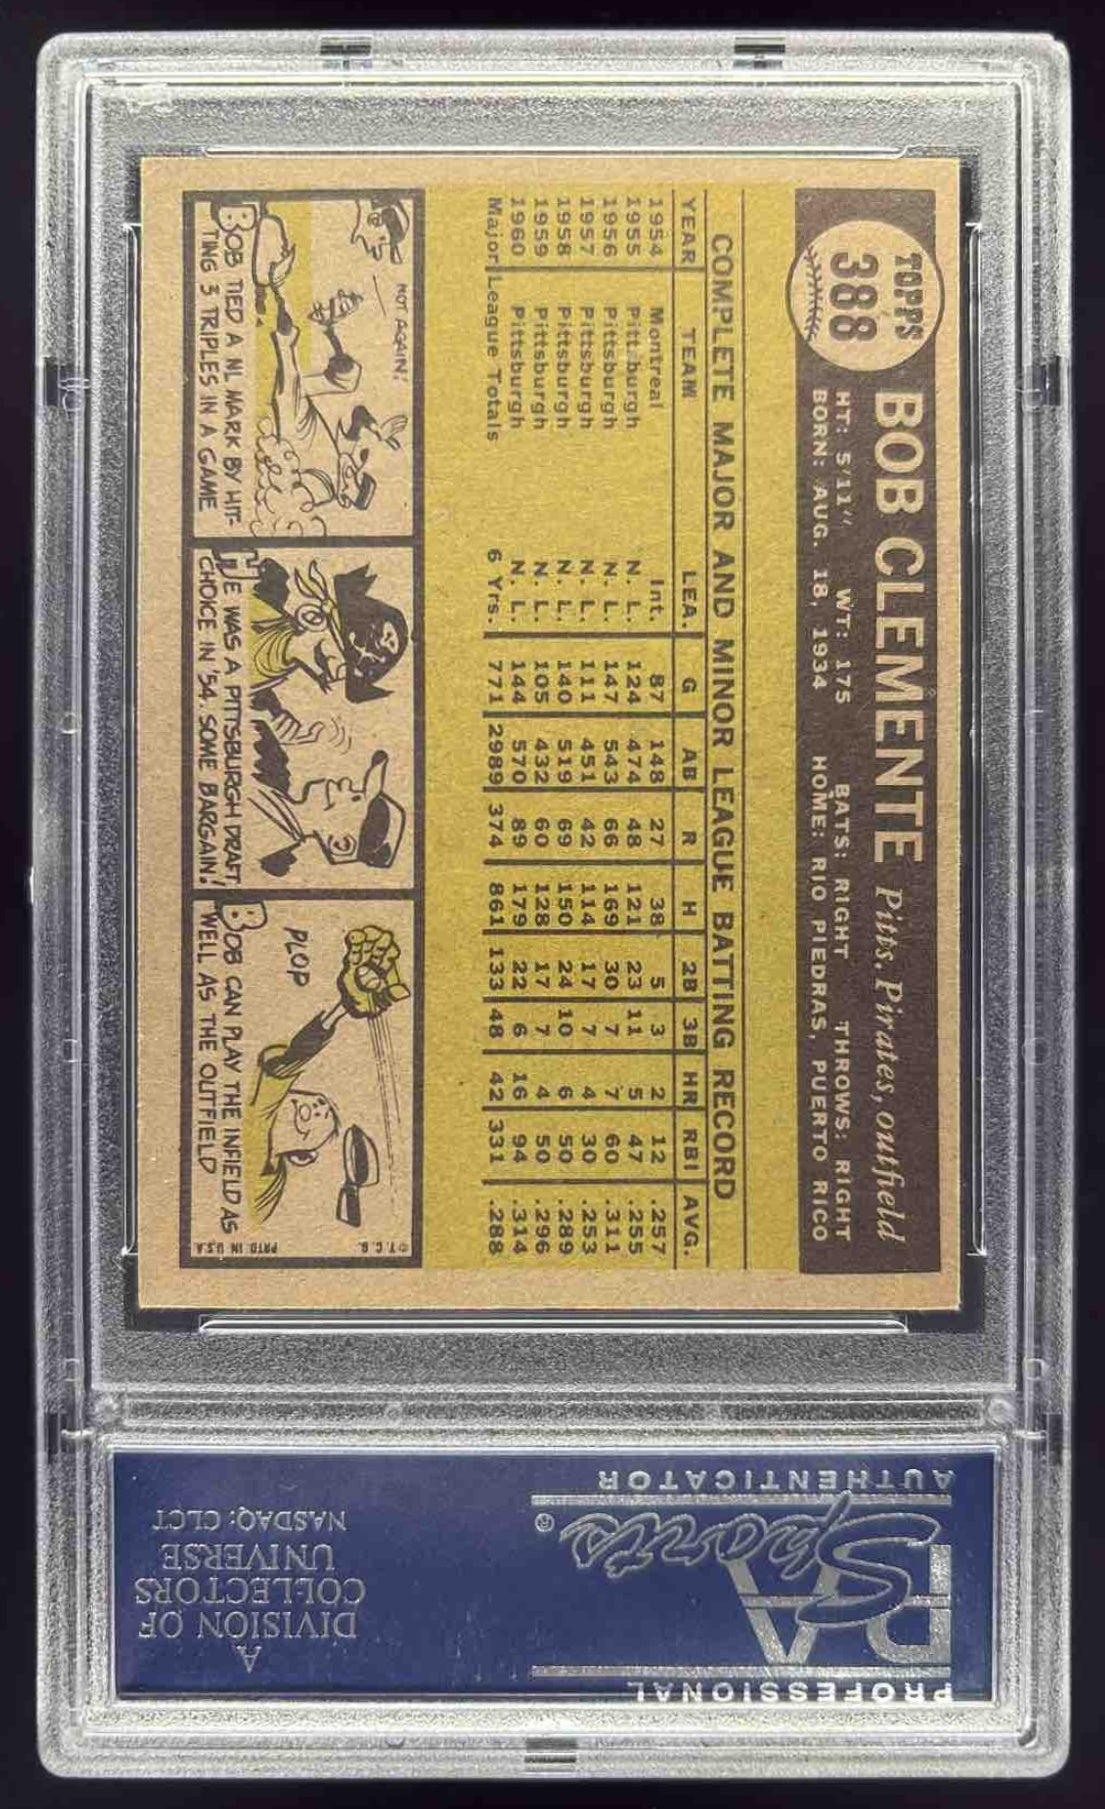 TOPPS
388
BOB CLEMENTE Pitts. Pirates, outfield
HT: 5'11" WT: 175 BATS: RIGHT THROWS: RIGHT
BORN: AUG. 18, 1934 HOME: RIO PIEDRAS, PUERTO RICO
COMPLETE MAJOR AND MINOR LEAGUE BATTING RECORD
YEAR TEAM LEA. G AB R H 2B 3B HR RBI AVG.
1954 Montreal Int. 87 148 27 38 5 3 2 12 .257
1955 Pittsburgh N. L. 124 474 48 121 23 11 5 47 .255
1956 Pittsburgh N. L. 147 543 66 169 30 7 7 60 .311
1957 Pittsburgh N. L. 111 451 42 114 17 7 4 30 .253
1958 Pittsburgh N. L. 140 519 69 150 24 10 6 50 .289
1959 Pittsburgh N. L. 105 432 60 128 17 7 4 50 .296
1960 Pittsburgh N. L. 144 570 89 179 22 6 16 94 .314
Major League Totals 6 Yrs. 771 2989 374 861 133 48 42 331 .288
NOT AGAIN!
BOB TIED A NL MARK BY HIT-
TING 3 TRIPLES IN A GAME
HE WAS A PITTSBURGH DRAFT
CHOICE IN '54. SOME BARGAIN!
PLOP
BOB CAN PLAY THE INFIELD AS
WELL AS THE OUTFIELD
©T.C.G. PRTD. IN U.S.A.
PROFESSIONAL
PSA
Sports®
AUTHENTICATOR
A
DIVISION OF
COLLECTORS
UNIVERSE
NASDAQ: CLCT